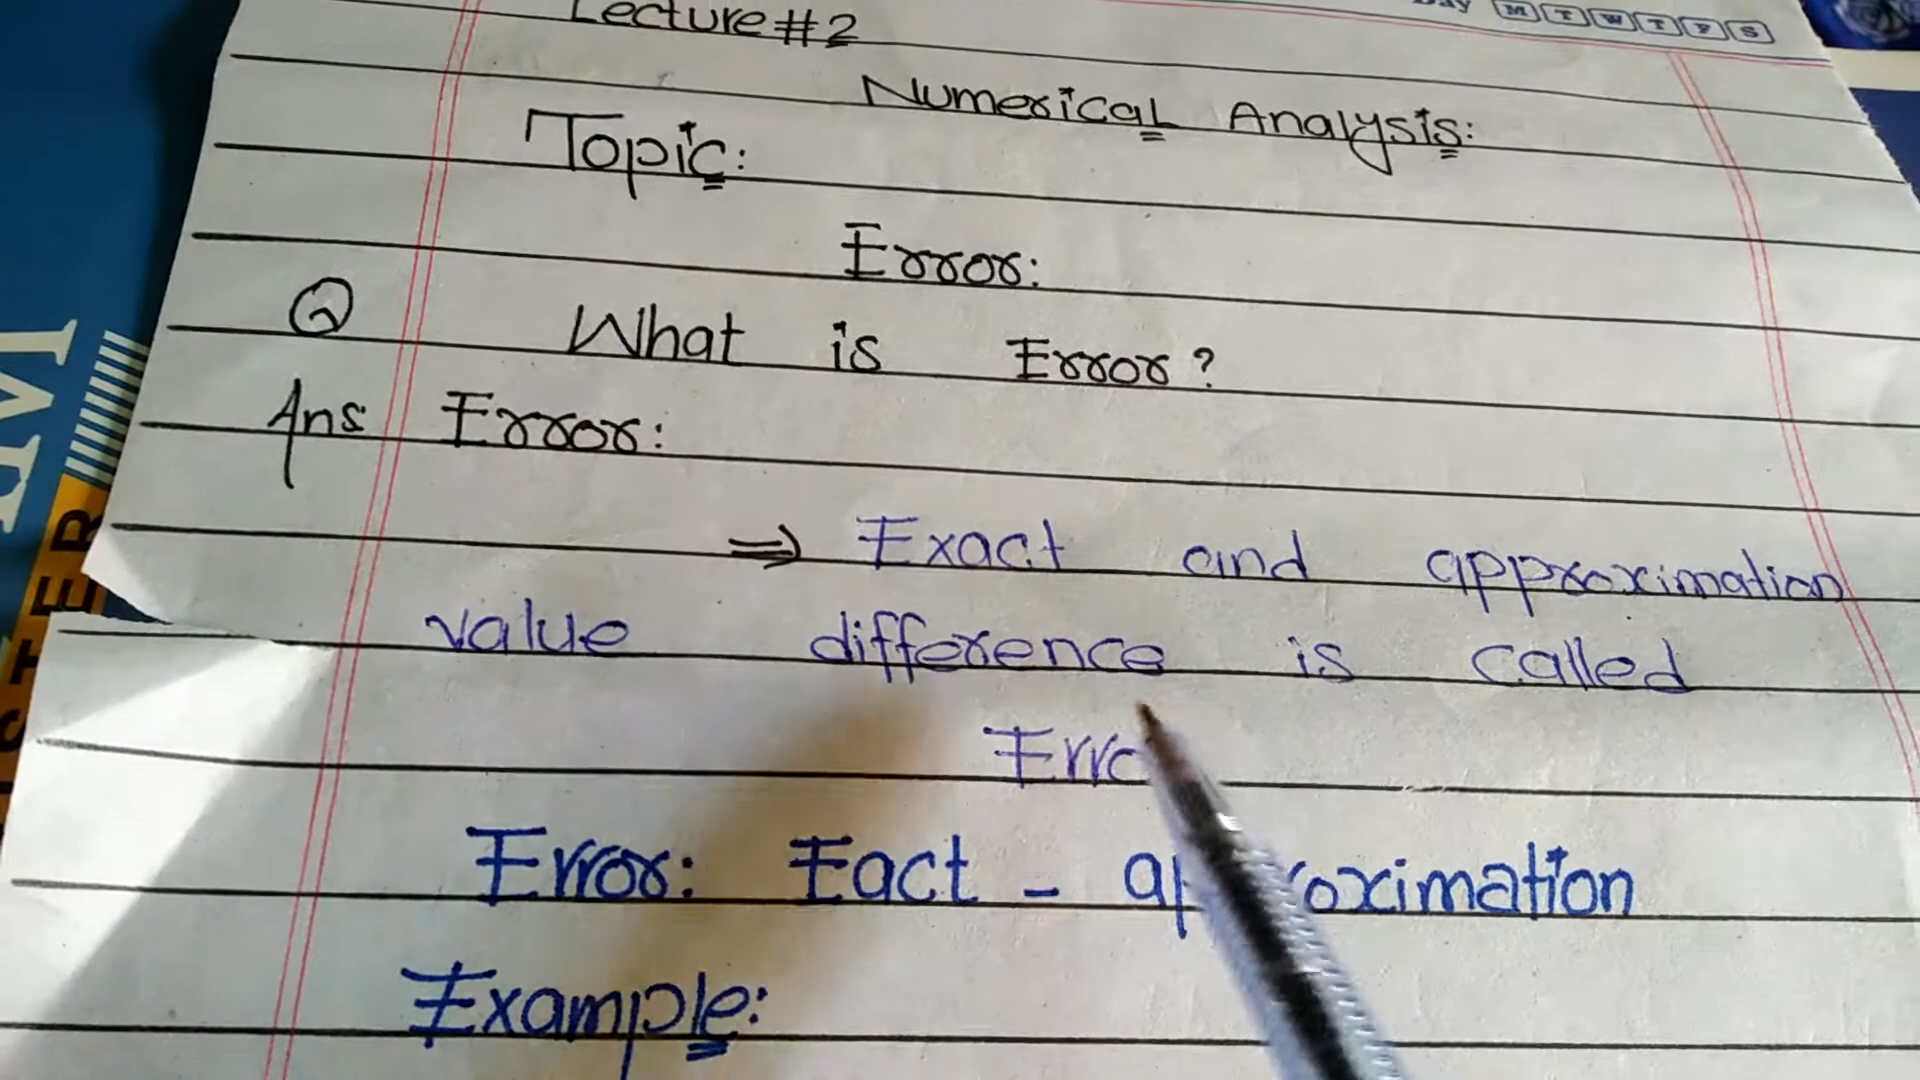 Lecture #2
Day M T W T F S
Numerical Analysis:
Topic:
Error:
Q What is Error?
Ans Error:
⇒ Exact and approximation
value difference is called
Error: Eact -
Example: